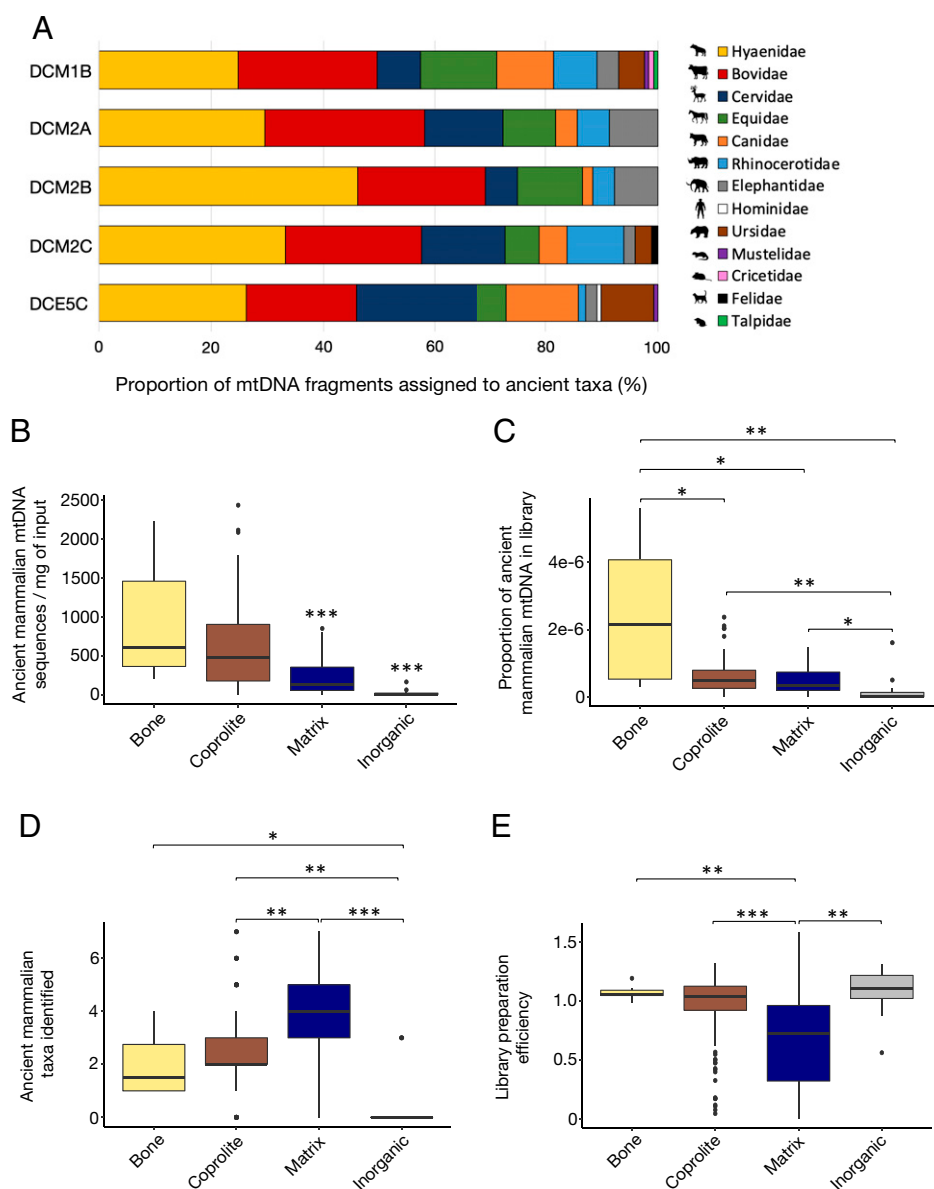 A
DCM1B
DCM2A
DCM2B
DCM2C
DCE5C
0 20 40 60 80 100
Proportion of mtDNA fragments assigned to ancient taxa (%)
Hyaenidae
Bovidae
Cervidae
Equidae
Canidae
Rhinocerotidae
Elephantidae
Hominidae
Ursidae
Mustelidae
Cricetidae
Felidae
Talpidae
B
Ancient mammalian mtDNA
sequences / mg of input
2500
2000
1500
1000
500
0
***
***
Bone Coprolite Matrix Inorganic
C
Proportion of ancient
mammalian mtDNA in library
4e-6
2e-6
0
**
*
*
**
*
Bone Coprolite Matrix Inorganic
D
Ancient mammalian
taxa identified
6
4
2
0
*
**
** ***
Bone Coprolite Matrix Inorganic
E
Library preparation
efficiency
1.5
1.0
0.5
0
**
*** **
Bone Coprolite Matrix Inorganic